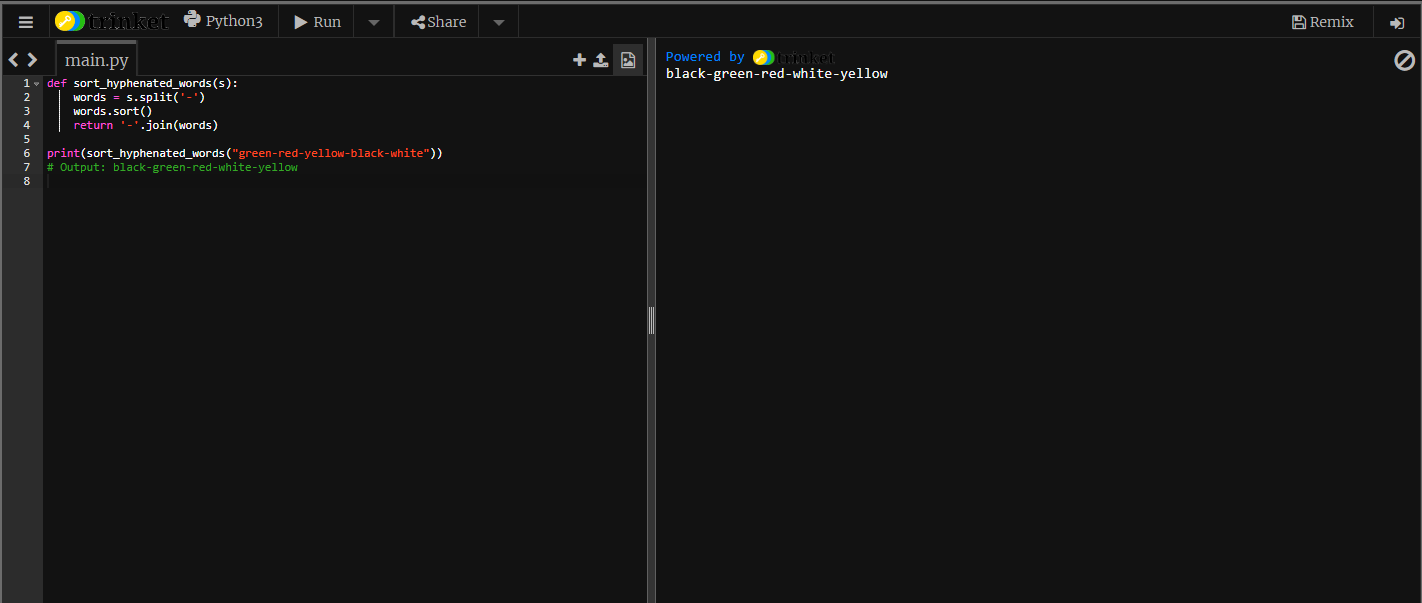 trinket Python3 Run Share Remix
main.py
1 def sort_hyphenated_words(s):
2     words = s.split('-')
3     words.sort()
4     return '-'.join(words)
5
6 print(sort_hyphenated_words("green-red-yellow-black-white"))
7 # Output: black-green-red-white-yellow
8
Powered by trinket
black-green-red-white-yellow